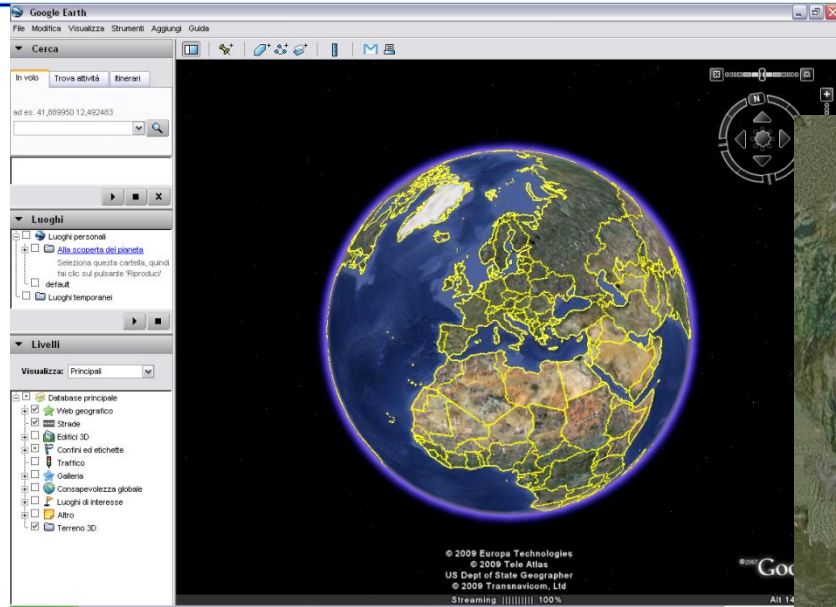 Google Earth
File Modifica Visualizza Strumenti Aggiungi Guida
Cerca
In volo Trova attività Itinerari
ad es. 41,889950 12,492483
Luoghi
Luoghi personali
Alla scoperta del pianeta
Seleziona questa cartella, quindi
fai clic sul pulsante 'Riproduci'
default
Luoghi temporanei
Livelli
Visualizza: Principali
Database principale
Web geografico
Strade
Edifici 3D
Confini ed etichette
Traffico
Galleria
Consapevolezza globale
Luoghi di interesse
Altro
Terreno 3D
N
© 2009 Europa Technologies
© 2009 Tele Atlas
US Dept of State Geographer
© 2009 Transnavicom, Ltd
©2007 Goo
Streaming |||||||||| 100% Alt 14